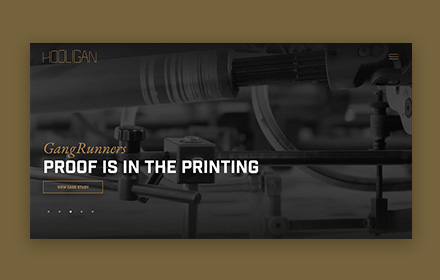 HOOLIGAN
GangRunners
PROOF IS IN THE PRINTING
VIEW CASE STUDY